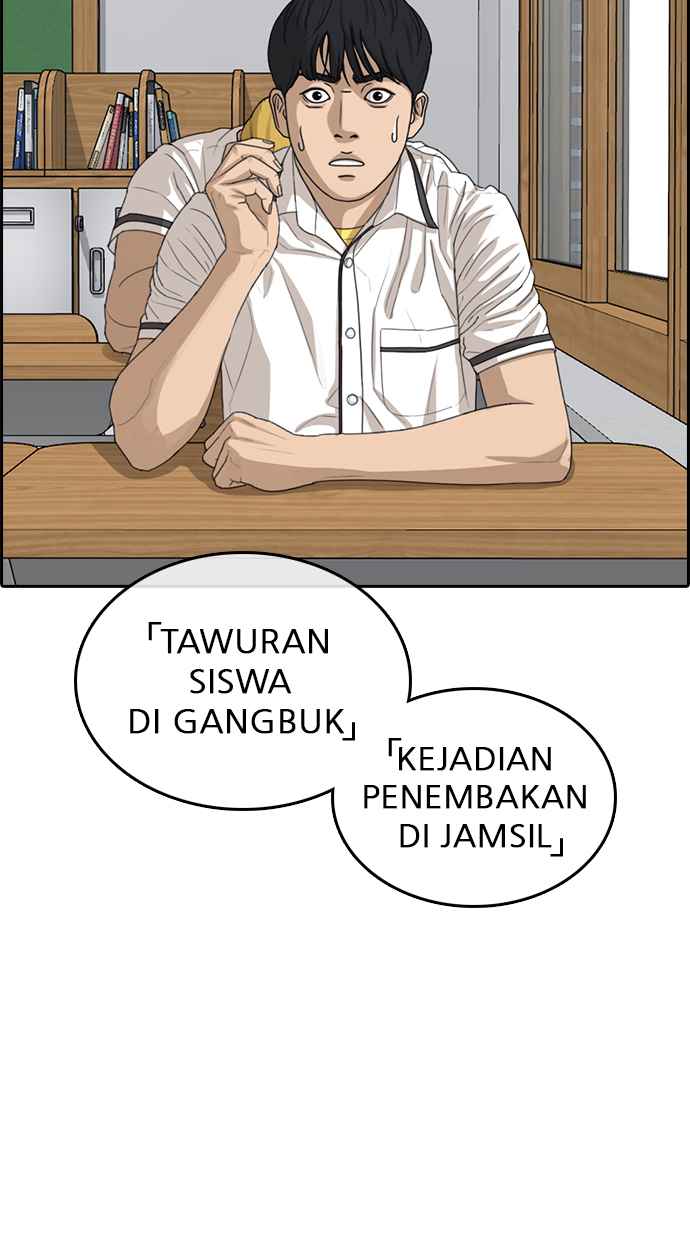 「TAWURAN
SISWA
DI GANGBUK」
「KEJADIAN
PENEMBAKAN
DI JAMSIL」